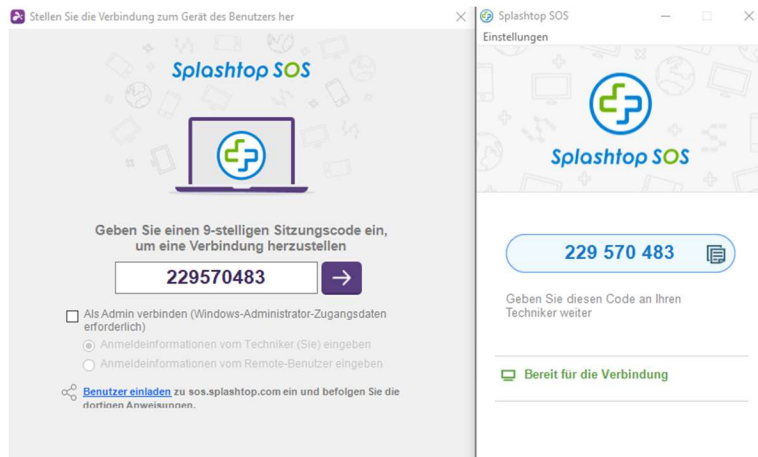 Stellen Sie die Verbindung zum Gerät des Benutzers her
Splashtop SOS
Geben Sie einen 9-stelligen Sitzungscode ein,
um eine Verbindung herzustellen
229570483
Als Admin verbinden (Windows-Administrator-Zugangsdaten
erforderlich)
Anmeldeinformationen vom Techniker (Sie) eingeben
Anmeldeinformationen vom Remote-Benutzer eingeben
Benutzer einladen zu sos.splashtop.com ein und befolgen Sie die
dortigen Anweisungen.
Splashtop SOS
Einstellungen
Splashtop SOS
229 570 483
Geben Sie diesen Code an Ihren
Techniker weiter
Bereit für die Verbindung